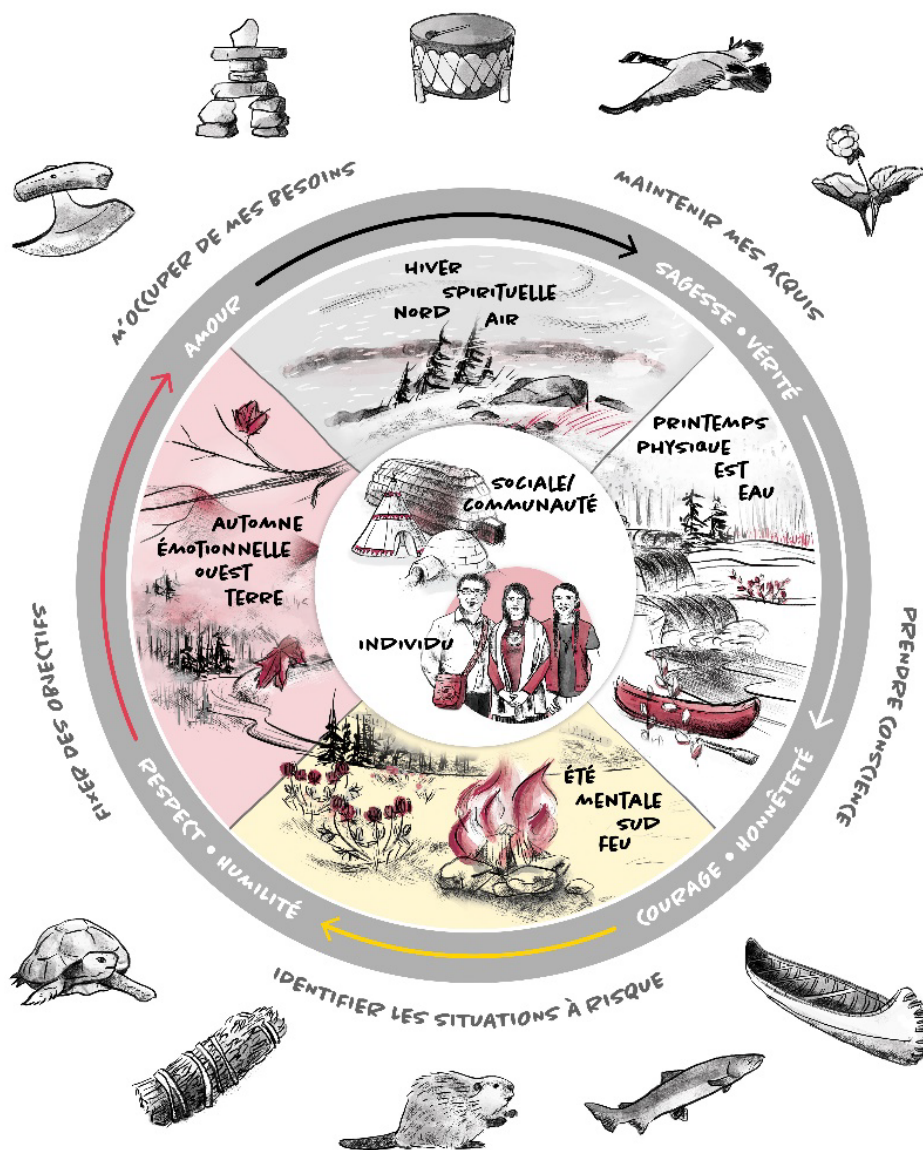 M'OCCUPER DE MES BESOINS
MAINTENIR MES ACQUIS
AMOUR
SAGESSE • VÉRITÉ
HIVER
SPIRITUELLE
NORD
AIR
PRINTEMPS
PHYSIQUE
EST
EAU
SOCIALE/
COMMUNAUTÉ
AUTOMNE
ÉMOTIONNELLE
OUEST
TERRE
INDIVIDU
FIXER DES OBJECTIFS
PRENDRE CONSCIENCE
ÉTÉ
MENTALE
SUD
FEU
RESPECT • HUMILITÉ
COURAGE • HONNÊTETÉ
IDENTIFIER LES SITUATIONS À RISQUE